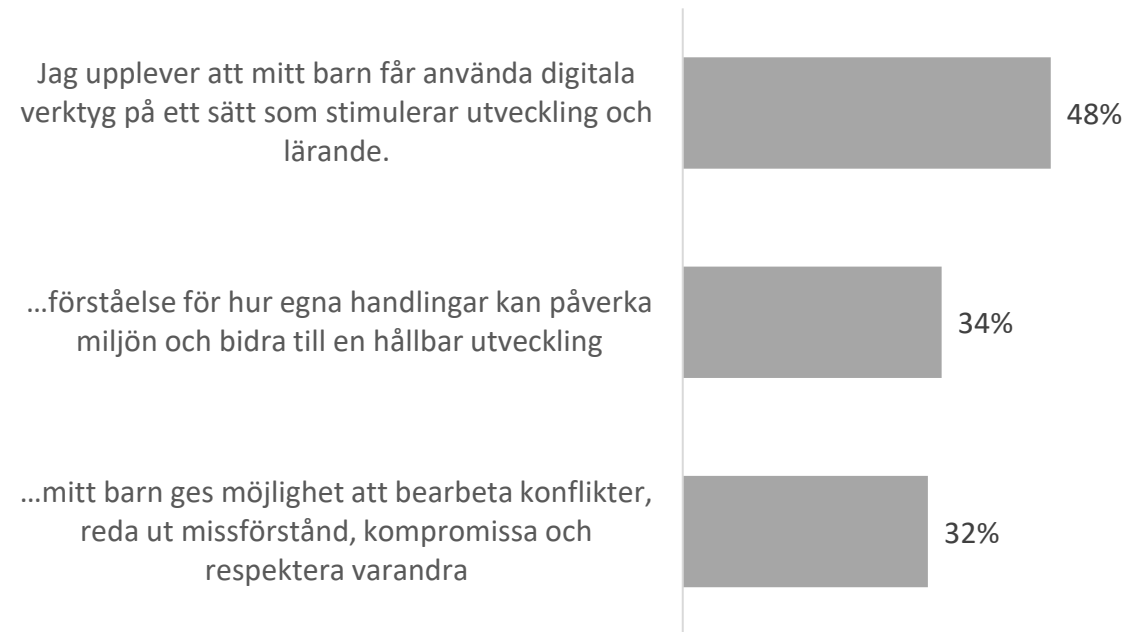 Jag upplever att mitt barn får använda digitala
verktyg på ett sätt som stimulerar utveckling och
lärande.
48%
…förståelse för hur egna handlingar kan påverka
miljön och bidra till en hållbar utveckling
34%
…mitt barn ges möjlighet att bearbeta konflikter,
reda ut missförstånd, kompromissa och
respektera varandra
32%